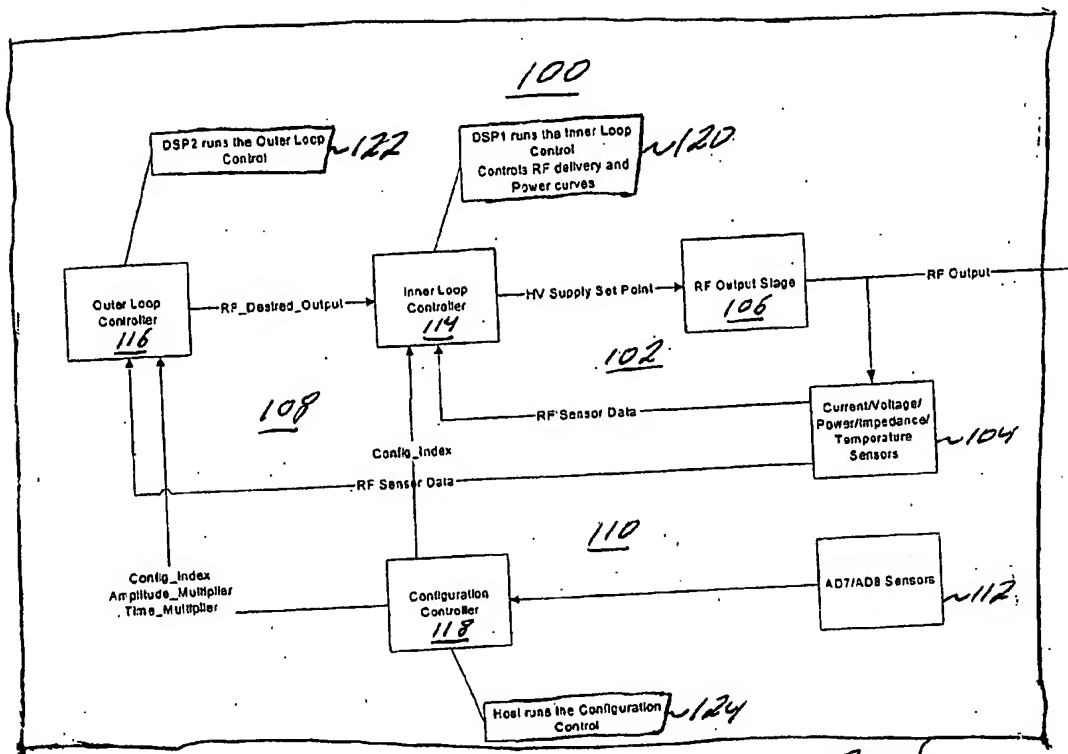 100
DSP2 runs the Outer Loop
Control
~122
DSP1 runs the Inner Loop
Control
Controls RF delivery and
Power curves
~120
Outer Loop
Controller
116
RF_Desired_Output
Inner Loop
Controller
114
HV Supply Set Point
RF Output Stage
106
RF Output
102
108
RF Sensor Data
Current/Voltage/
Power/Impedance/
Temperature
Sensors
~104
Config_Index
RF Sensor Data
110
Config_Index
Amplitude_Multiplier
Time_Multiplier
Configuration
Controller
118
AD7/AD8 Sensors
~112
Host runs the Configuration
Control
~124